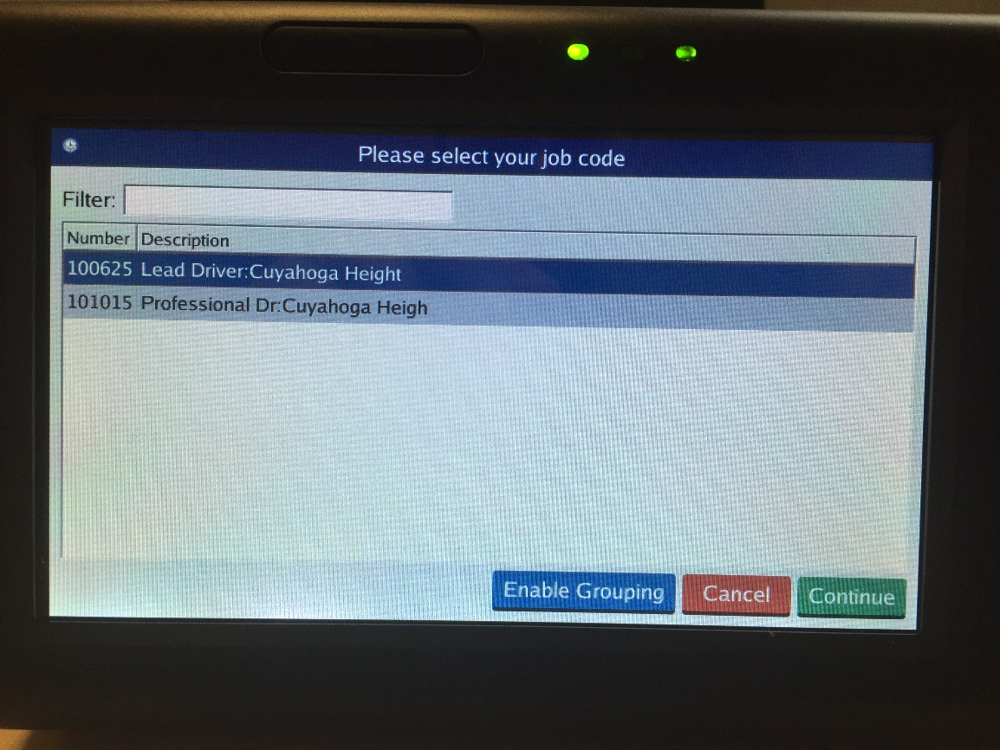 Please select your job code
Filter:
Number Description
100625 Lead Driver:Cuyahoga Height
101015 Professional Dr:Cuyahoga Heigh
Enable Grouping Cancel Continue